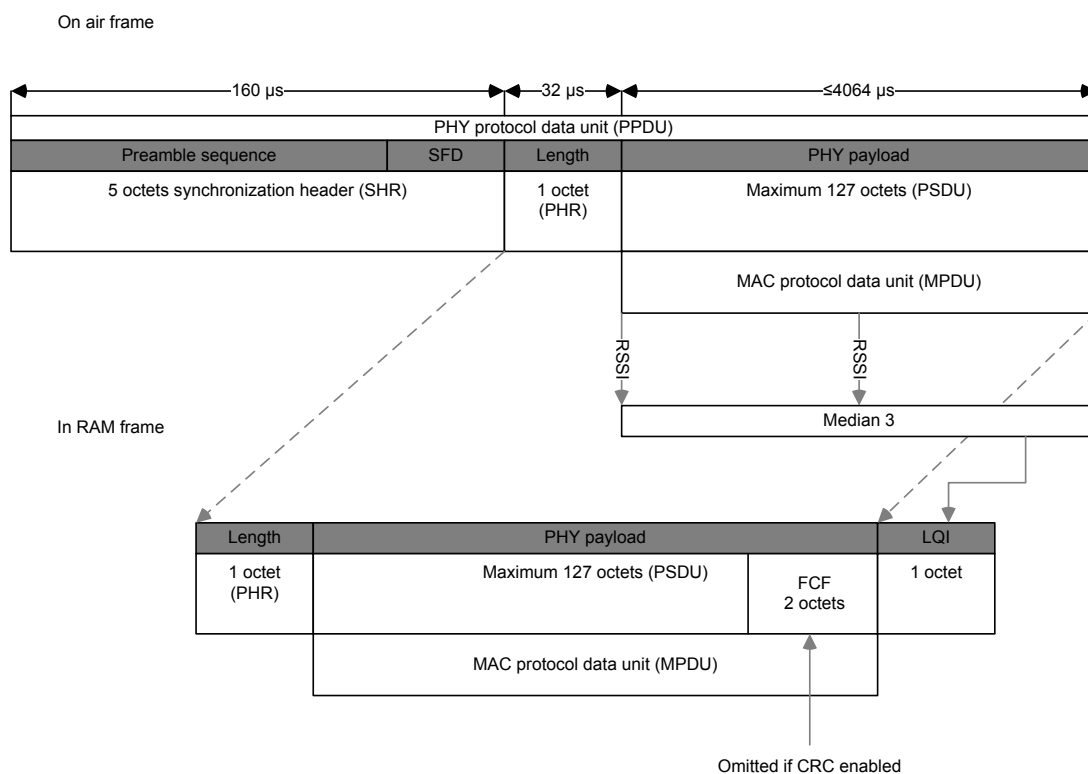 On air frame
160 µs
32 µs
≤4064 µs
PHY protocol data unit (PPDU)
Preamble sequence
SFD
Length
PHY payload
5 octets synchronization header (SHR)
1 octet
(PHR)
Maximum 127 octets (PSDU)
MAC protocol data unit (MPDU)
RSSI
RSSI
Median 3
In RAM frame
Length
PHY payload
LQI
1 octet
(PHR)
Maximum 127 octets (PSDU)
FCF
2 octets
1 octet
MAC protocol data unit (MPDU)
Omitted if CRC enabled